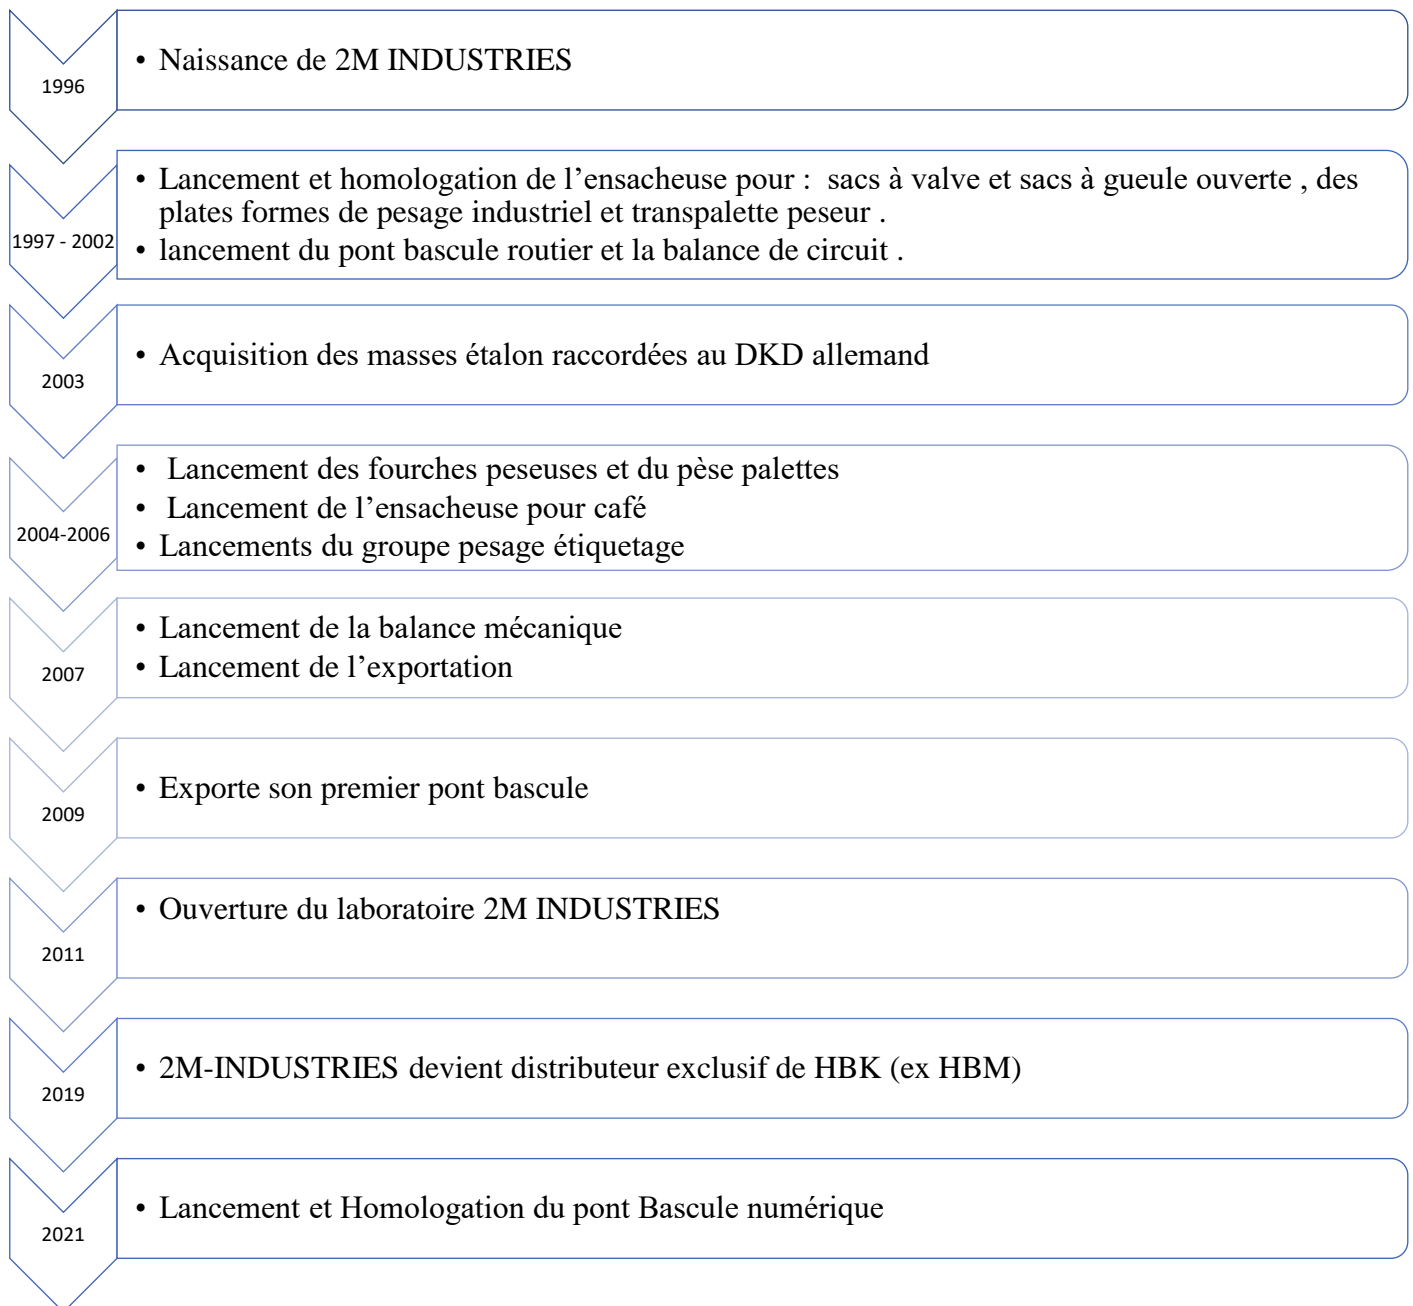 1996
• Naissance de 2M INDUSTRIES
1997 - 2002
• Lancement et homologation de l’ensacheuse pour : sacs à valve et sacs à gueule ouverte , des
plates formes de pesage industriel et transpalette peseur .
• lancement du pont bascule routier et la balance de circuit .
2003
• Acquisition des masses étalon raccordées au DKD allemand
2004-2006
• Lancement des fourches peseuses et du pèse palettes
• Lancement de l’ensacheuse pour café
• Lancements du groupe pesage étiquetage
2007
• Lancement de la balance mécanique
• Lancement de l’exportation
2009
• Exporte son premier pont bascule
2011
• Ouverture du laboratoire 2M INDUSTRIES
2019
• 2M-INDUSTRIES devient distributeur exclusif de HBK (ex HBM)
2021
• Lancement et Homologation du pont Bascule numérique